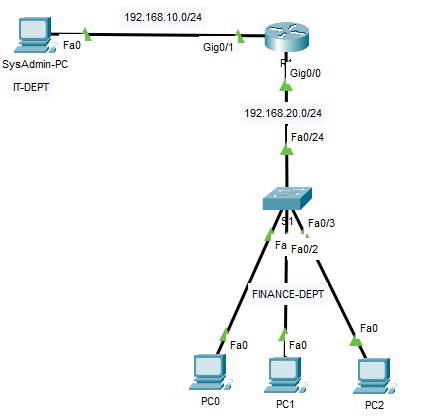 192.168.10.0/24
Fa0
Gig0/1
SysAdmin-PC
Gig0/0
IT-DEPT
192.168.20.0/24
Fa0/24
S1
Fa0/3
Fa
Fa0/2
FINANCE-DEPT
Fa0
Fa0
Fa0
PC0
PC1
PC2